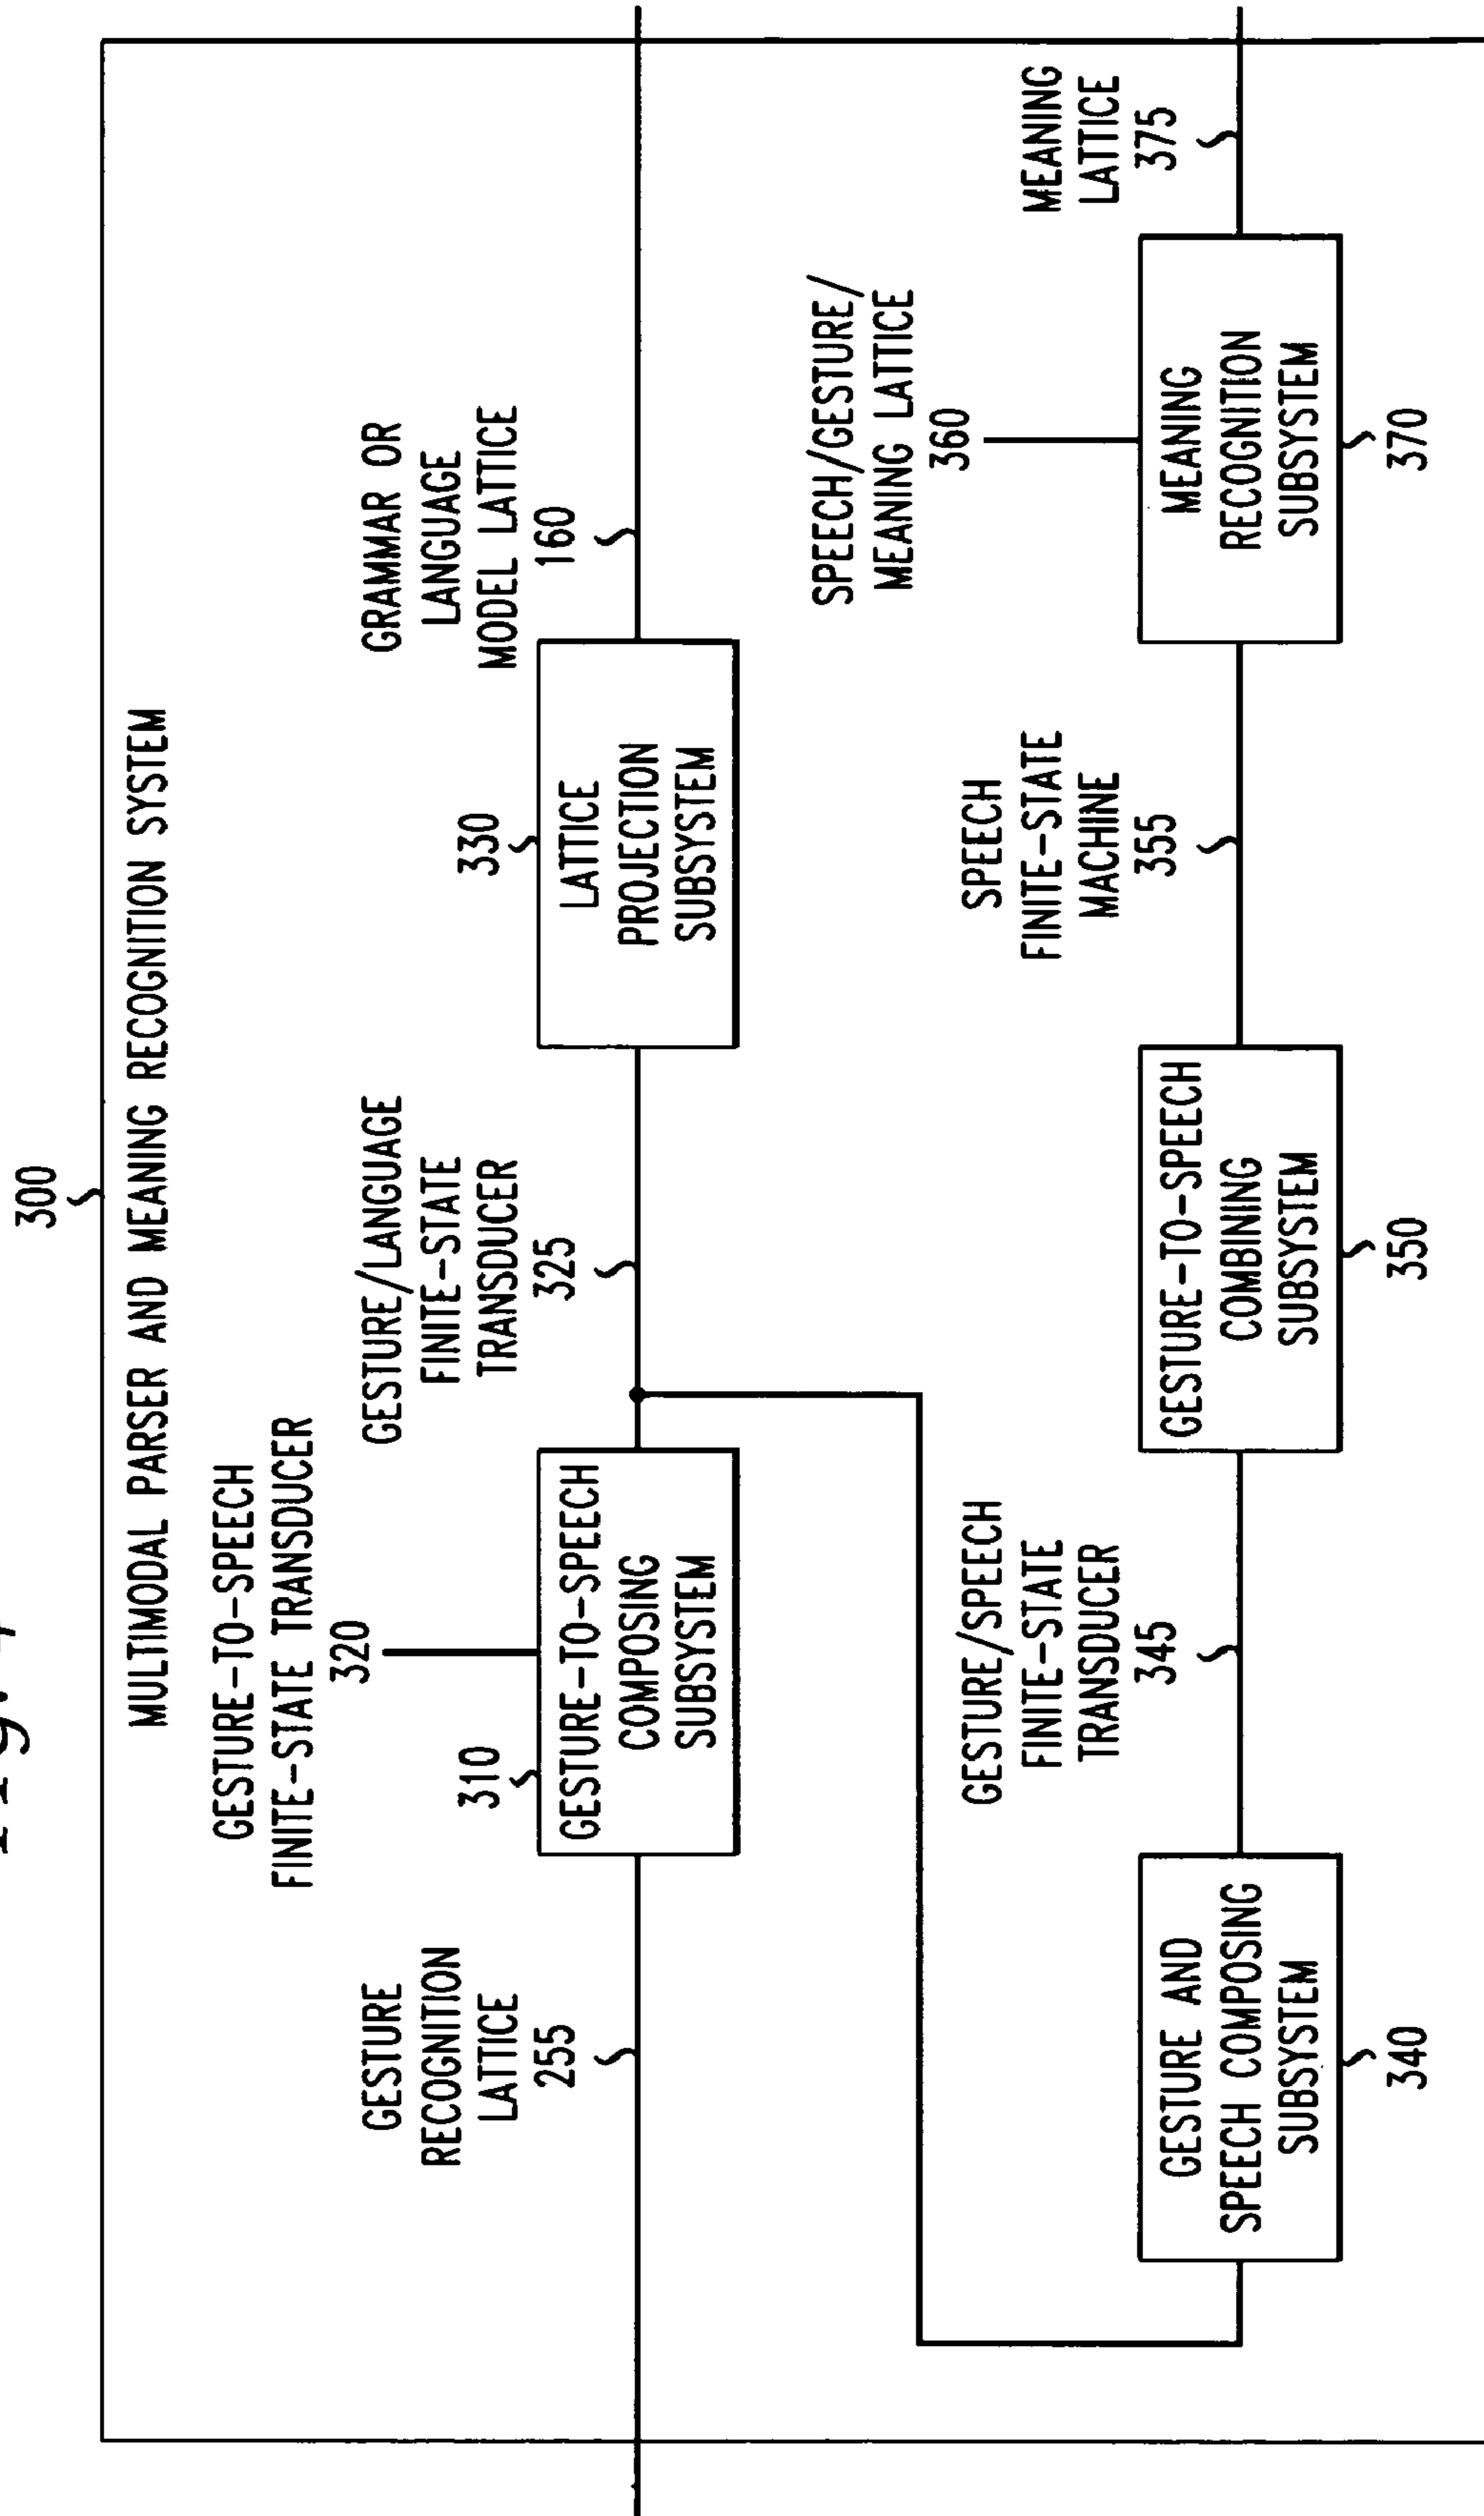 300
MULTIMODAL PARSER AND MEANING RECOGNITION SYSTEM
GESTURE-TO-SPEECH
FINITE-STATE TRANSDUCER
320
GESTURE
RECOGNITION
LATTICE
255
310
GESTURE-TO-SPEECH
COMPOSING
SUBSYSTEM
GESTURE/LANGUAGE
FINITE-STATE
TRANSDUCER
325
330
LATTICE
PROJECTION
SUBSYSTEM
GRAMMAR OR
LANGUAGE
MODEL LATTICE
160
GESTURE AND
SPEECH COMPOSING
SUBSYSTEM
340
GESTURE/SPEECH
FINITE-STATE
TRANSDUCER
345
GESTURE-TO-SPEECH
COMBINING
SUBSYSTEM
350
SPEECH
FINITE-STATE
MACHINE
355
SPEECH/GESTURE/
MEANING LATTICE
360
MEANING
RECOGNITION
SUBSYSTEM
370
MEANING
LATTICE
375